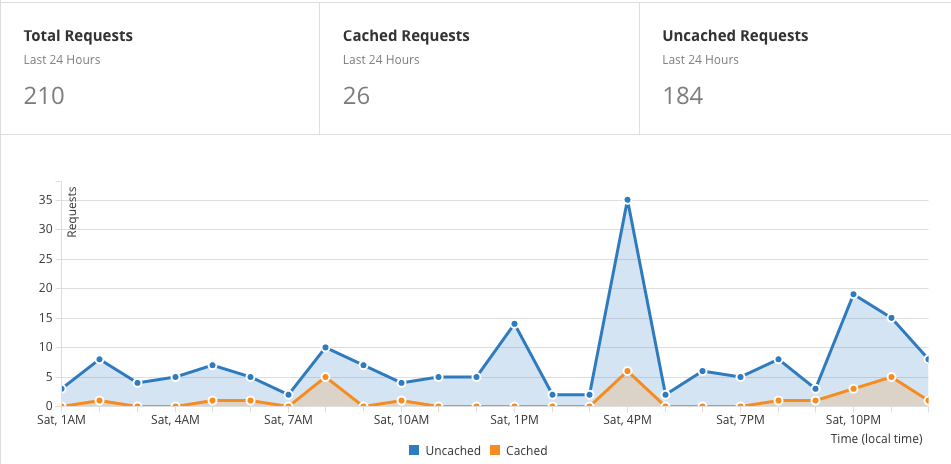 Total Requests
Last 24 Hours
210
Cached Requests
Last 24 Hours
26
Uncached Requests
Last 24 Hours
184
Requests
35
30
25
20
15
10
5
0
Sat, 1AM Sat, 4AM Sat, 7AM Sat, 10AM Sat, 1PM Sat, 4PM Sat, 7PM Sat, 10PM
Time (local time)
Uncached Cached